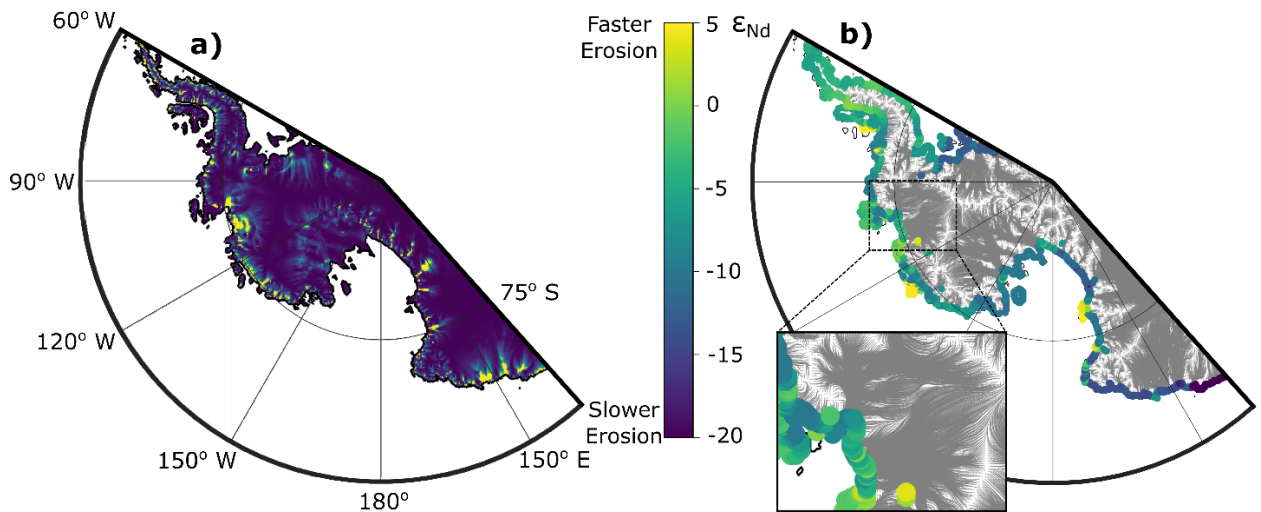 60° W
a)
90° W
120° W
150° W
180°
150° E
75° S
Faster
Erosion
Slower
Erosion
5
0
-5
-10
-15
-20
εNd
b)